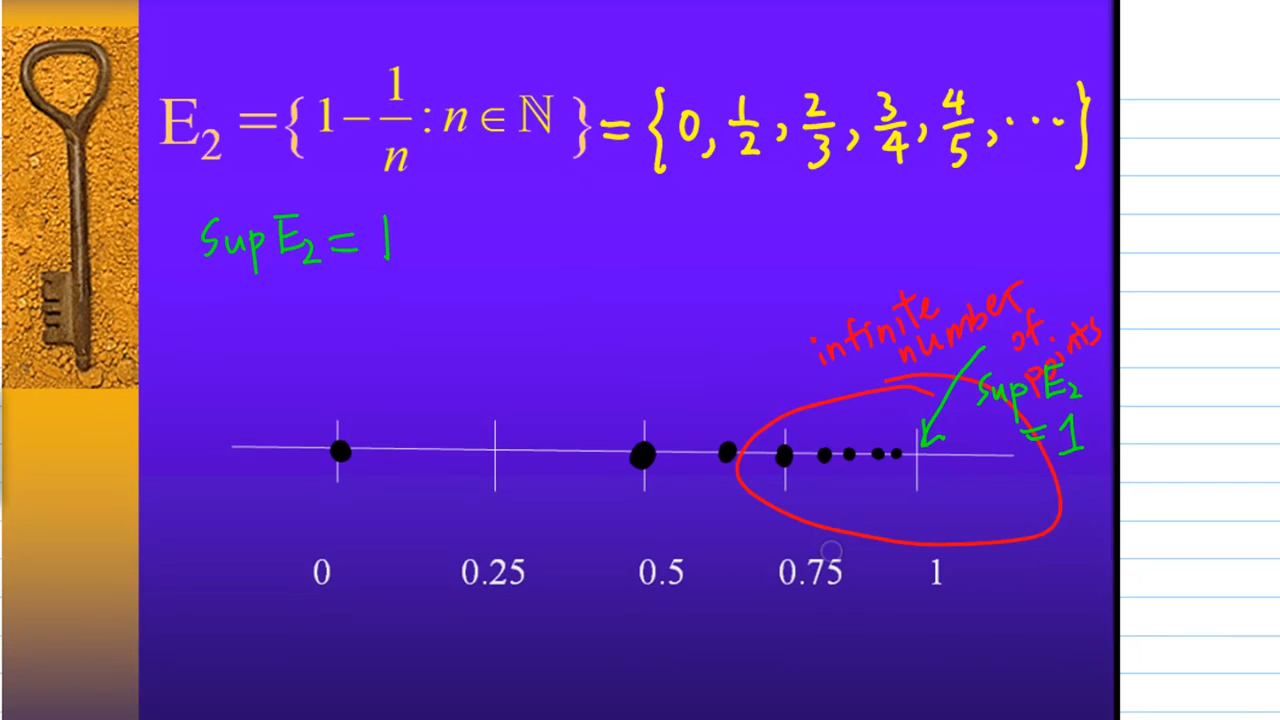 E₂ = { 1 − 1/n : n ∈ ℕ } = { 0, 1/2, 2/3, 3/4, 4/5, ⋯ }
sup E₂ = 1
infinite
number
of
points
sup E₂
= 1
0 0.25 0.5 0.75 1